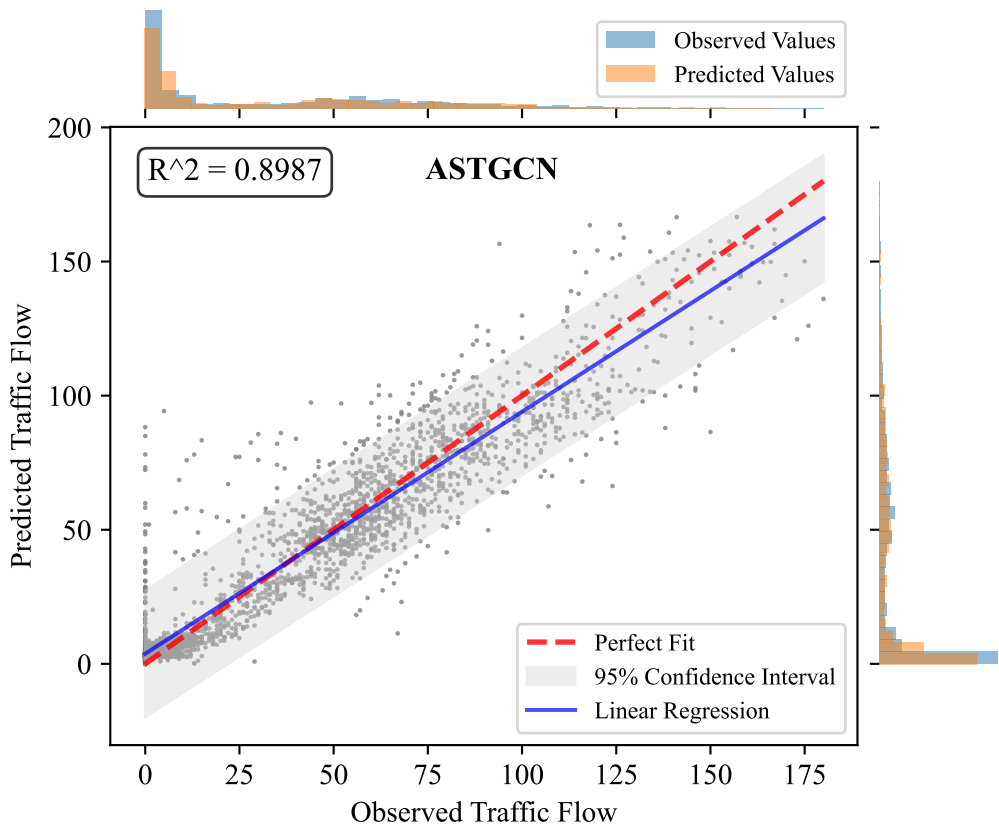 Observed Values
Predicted Values
R^2 = 0.8987
ASTGCN
200
150
100
50
0
Predicted Traffic Flow
Perfect Fit
95% Confidence Interval
Linear Regression
0 25 50 75 100 125 150 175
Observed Traffic Flow